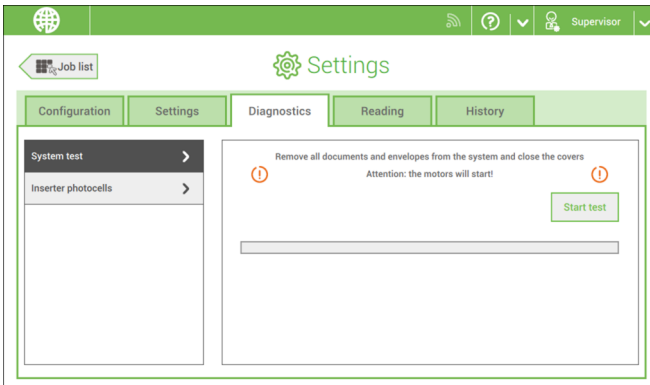 Supervisor
Job list
Settings
Configuration
Settings
Diagnostics
Reading
History
System test
Inserter photocells
Remove all documents and envelopes from the system and close the covers
Attention: the motors will start!
Start test